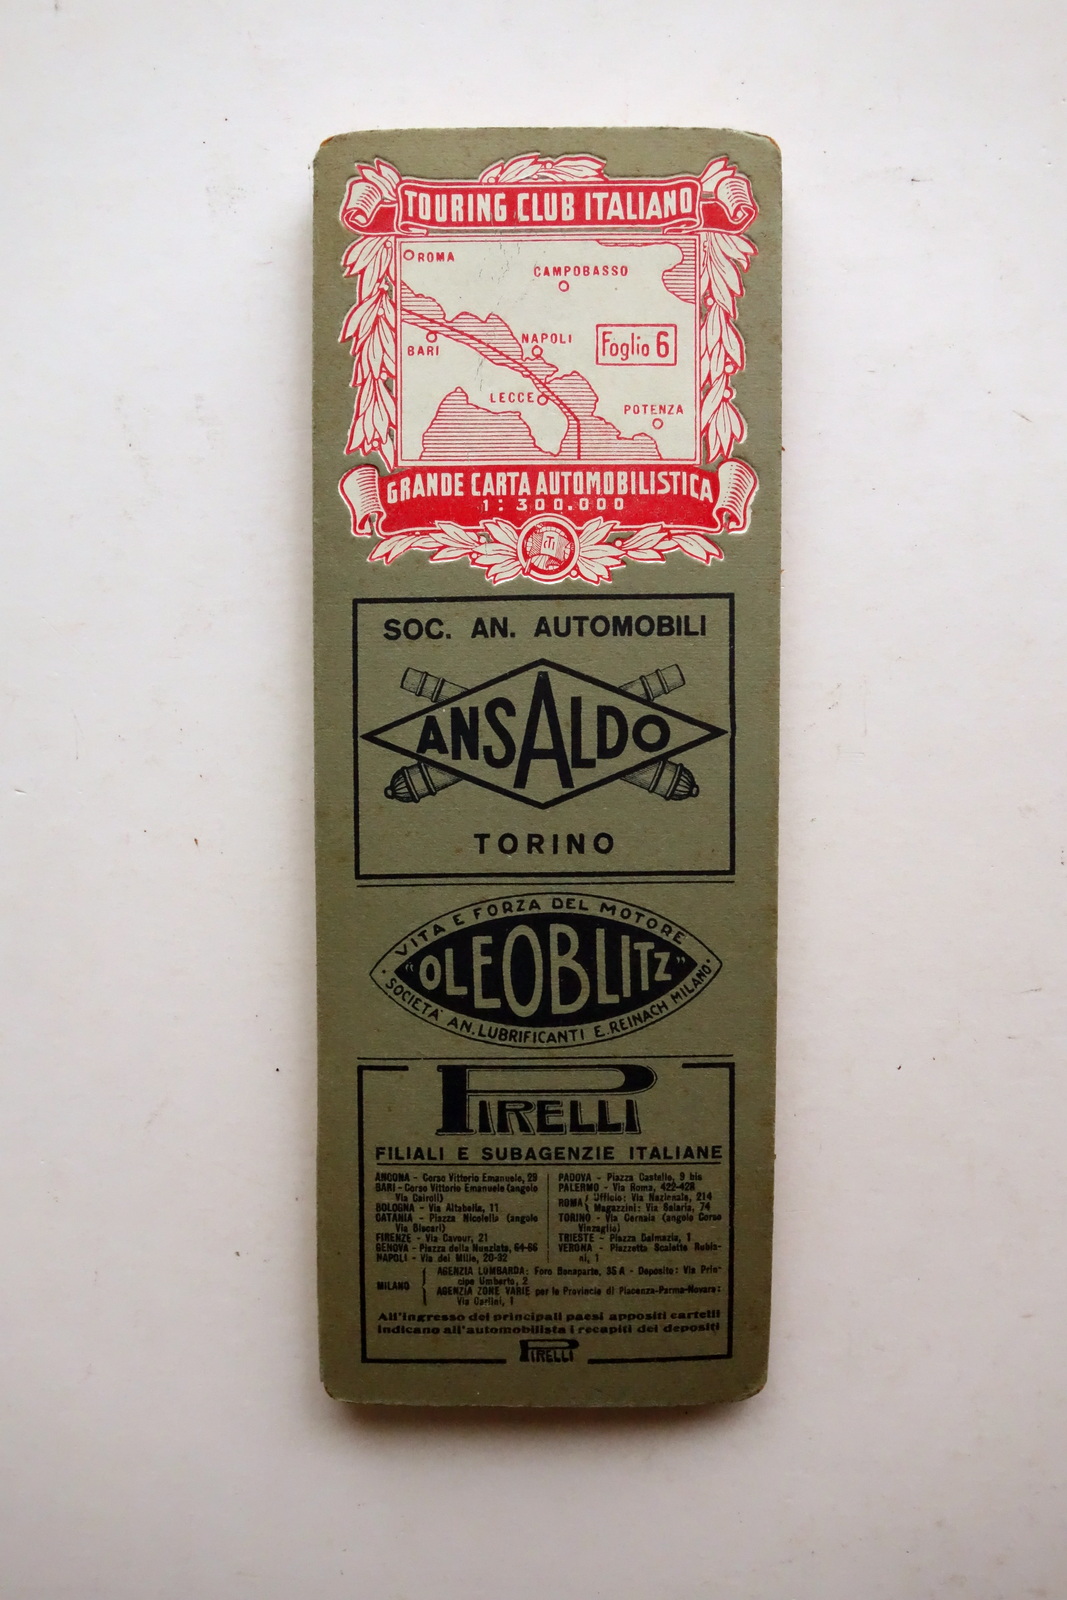 TOURING CLUB ITALIANO
ROMA
CAMPOBASSO
BARI
NAPOLI
Foglio 6
LECCE
POTENZA
GRANDE CARTA AUTOMOBILISTICA
1:300.000
SOC. AN. AUTOMOBILI
ANSALDO
TORINO
VITA E FORZA DEL MOTORE
"OLEOBLITZ"
SOCIETA' AN. LUBRIFICANTI E. REINACH MILANO
PIRELLI
FILIALI E SUBAGENZIE ITALIANE
ANCONA - Corso Vittorio Emanuele, 29
BARI - Corso Vittorio Emanuele (angolo
Via Cairoli)
BOLOGNA - Via Altabella, 11
CATANIA - Piazza Nicolella (angolo
Via Biscari)
FIRENZE - Via Cavour, 21
GENOVA - Piazza della Nunziata, 64-66
NAPOLI - Via dei Mille, 20-32
PADOVA - Piazza Castello, 9 bis
PALERMO - Via Roma, 422-428
ROMA Ufficio: Via Nazionale, 214
Magazzini: Via Salaria, 74
TORINO - Via Cernaia (angolo Corso
Vinzaglio)
TRIESTE - Piazza Dalmazia, 1
VERONA - Piazzetta Scalette Rubia-
ni, 1
MILANO
AGENZIA LOMBARDA: Foro Bonaparte, 35 A - Deposito: Via Prin-
cipe Umberto, 2
AGENZIA ZONE VARIE per le Provincie di Piacenza-Parma-Novara:
Via Carlini, 1
All'ingresso dei principali paesi appositi cartelli
indicano all'automobilista i recapiti dei depositi
PIRELLI